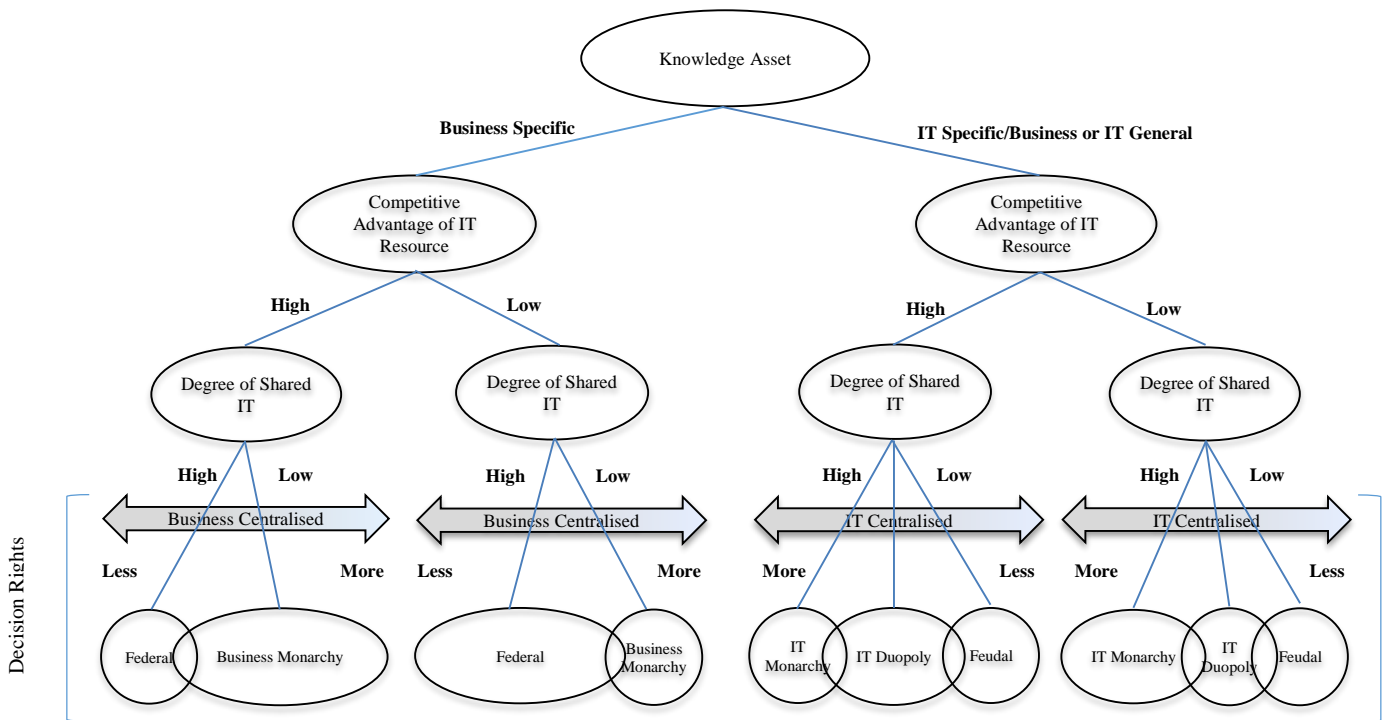 Knowledge Asset
Business Specific
IT Specific/Business or IT General
Competitive
Advantage of IT
Resource
Competitive
Advantage of IT
Resource
High
Low
High
Low
Degree of Shared
IT
Degree of Shared
IT
Degree of Shared
IT
Degree of Shared
IT
High
Low
High
Low
High
Low
High
Low
Business Centralised
Business Centralised
IT Centralised
IT Centralised
Less
More
Less
More
More
Less
More
Less
Decision Rights
Federal
Business Monarchy
Federal
Business
Monarchy
IT
Monarchy
IT Duopoly
Feudal
IT Monarchy
IT
Duopoly
Feudal